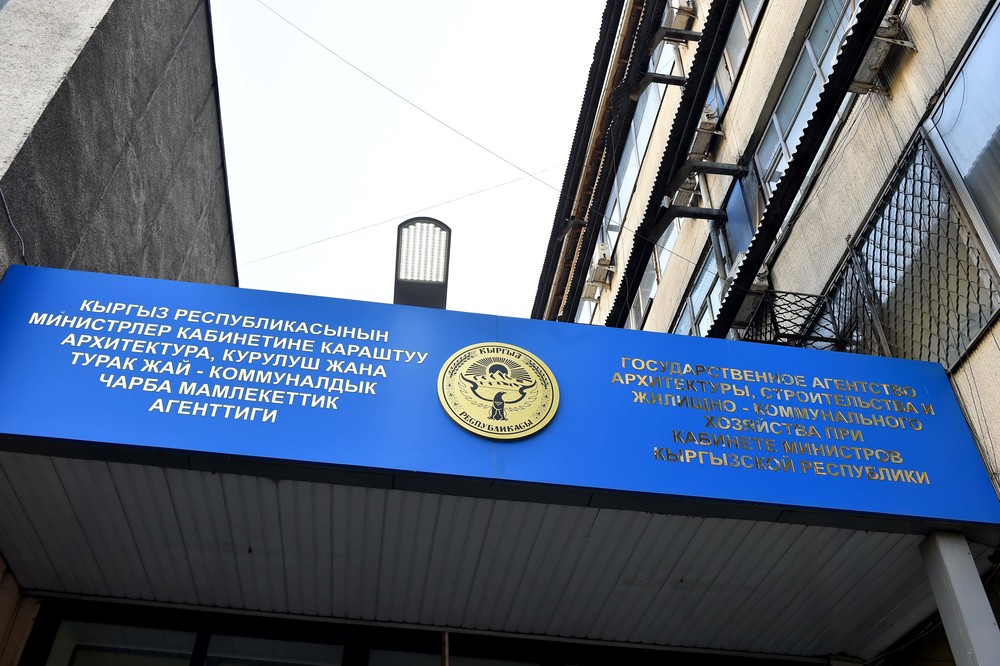 КЫРГЫЗ РЕСПУБЛИКАСЫНЫН
МИНИСТРЛЕР КАБИНЕТИНЕ КАРАШТУУ
АРХИТЕКТУРА, КУРУЛУШ ЖАНА
ТУРАК ЖАЙ - КОММУНАЛДЫК
ЧАРБА МАМЛЕКЕТТИК
АГЕНТТИГИ
КЫРГЫЗ
РЕСПУБЛИКАСЫ
ГОСУДАРСТВЕННОЕ АГЕНТСТВО
АРХИТЕКТУРЫ, СТРОИТЕЛЬСТВА И
ЖИЛИЩНО - КОММУНАЛЬНОГО
ХОЗЯЙСТВА ПРИ
КАБИНЕТЕ МИНИСТРОВ
КЫРГЫЗСКОЙ РЕСПУБЛИКИ